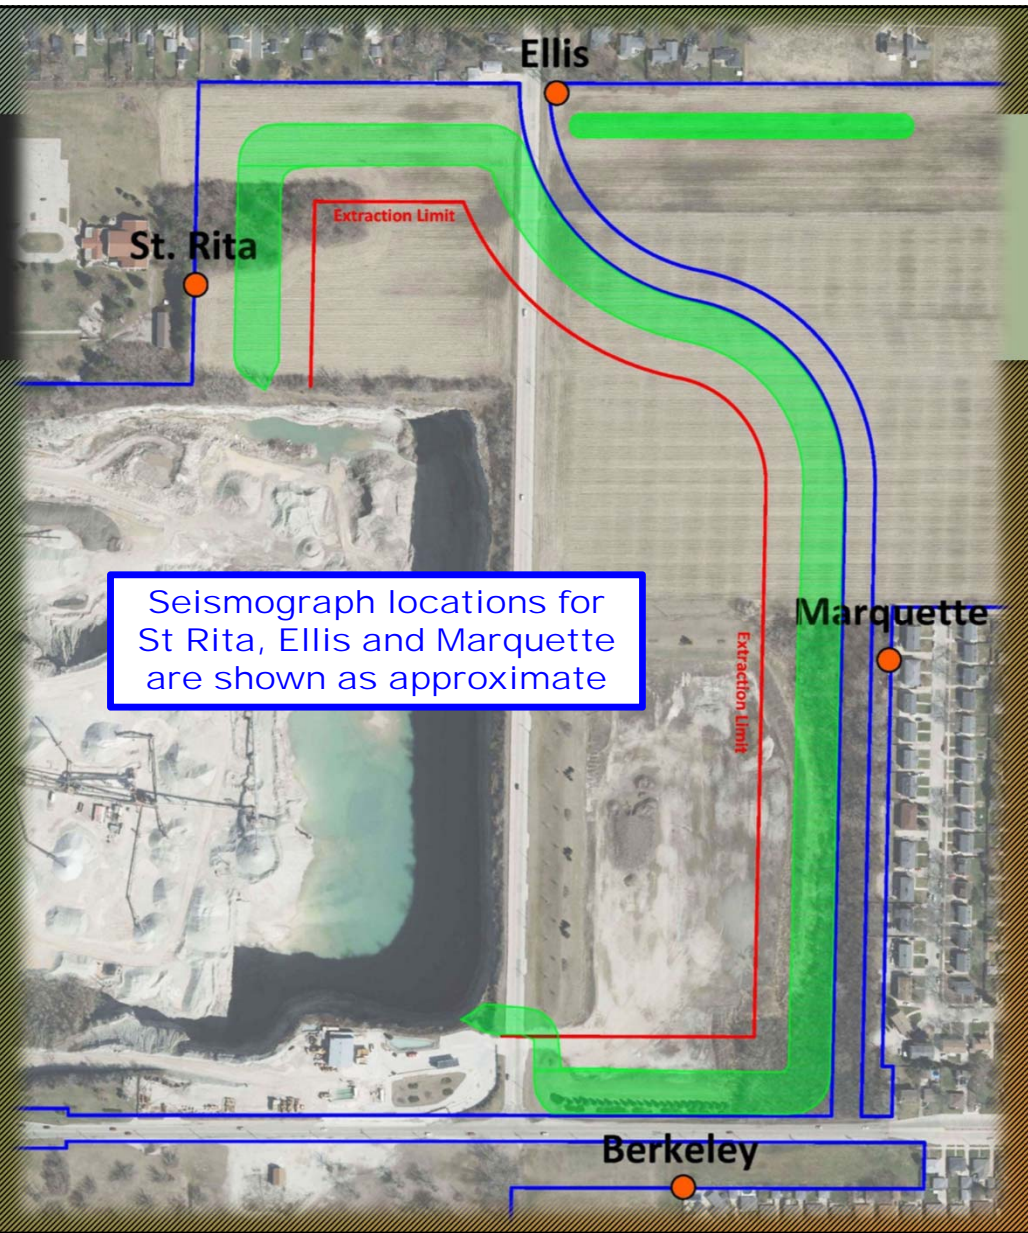 Ellis
Extraction Limit
St. Rita
Seismograph locations for
St Rita, Ellis and Marquette
are shown as approximate
Marquette
Extraction Limit
Berkeley